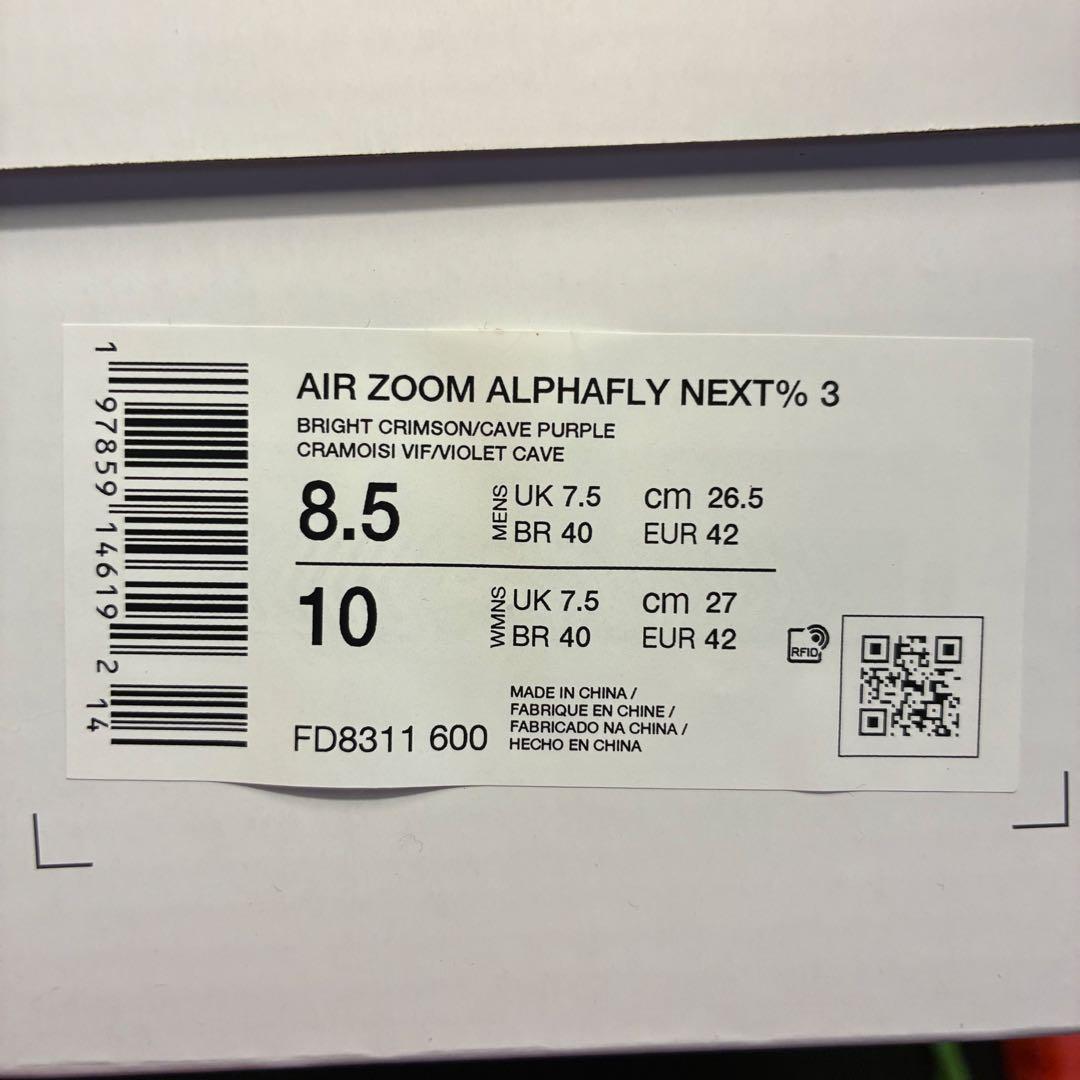 1 97859 14619 2 14
AIR ZOOM ALPHAFLY NEXT% 3
BRIGHT CRIMSON/CAVE PURPLE
CRAMOISI VIF/VIOLET CAVE
8.5 MENS UK 7.5 cm 26.5
BR 40 EUR 42
10 WMNS UK 7.5 cm 27
BR 40 EUR 42
RFID
MADE IN CHINA /
FABRIQUE EN CHINE /
FABRICADO NA CHINA /
HECHO EN CHINA
FD8311 600